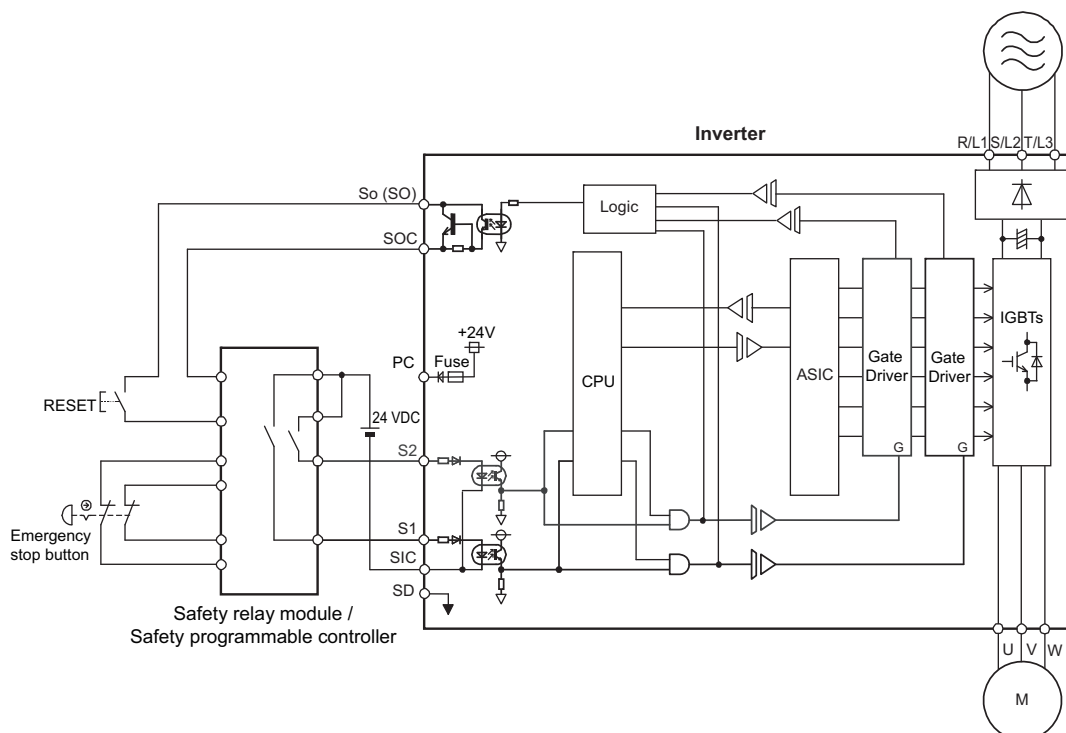 Inverter
R/L1 S/L2 T/L3
So (SO)
Logic
SOC
+24V
PC
Fuse
IGBTs
CPU
ASIC
Gate
Driver
Gate
Driver
RESET
24 VDC
S2
G
G
Emergency
stop button
S1
SIC
SD
Safety relay module /
Safety programmable controller
U
V
W
M